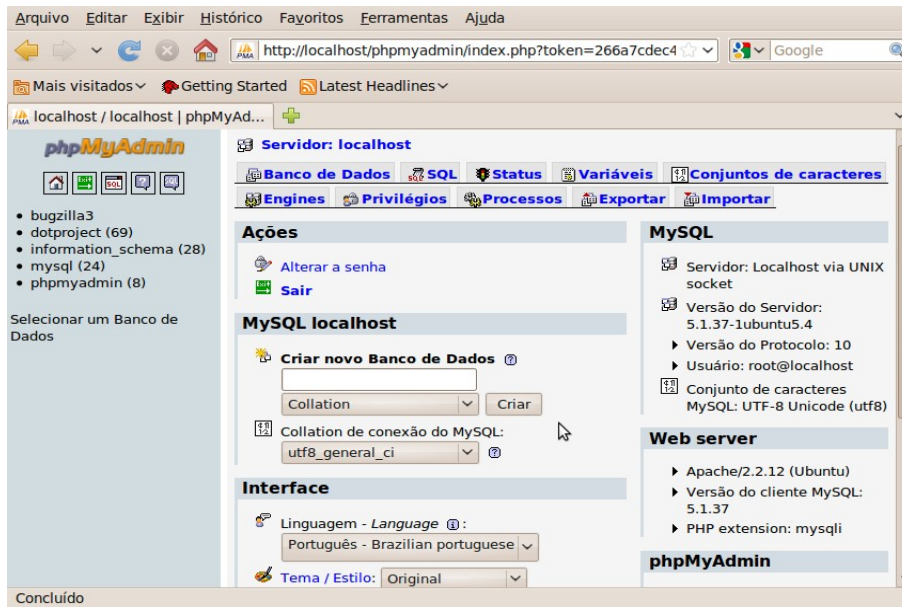 Arquivo Editar Exibir Histórico Favoritos Ferramentas Ajuda
PMA http://localhost/phpmyadmin/index.php?token=266a7cdec4 Google
Mais visitados Getting Started Latest Headlines
localhost / localhost | phpMyAd...
phpMyAdmin
SQL
bugzilla3
dotproject (69)
information_schema (28)
mysql (24)
phpmyadmin (8)
Selecionar um Banco de
Dados
Servidor: localhost
Banco de Dados SQL Status Variáveis Conjuntos de caracteres
Engines Privilégios Processos Exportar Importar
Ações
Alterar a senha
Sair
MySQL localhost
Criar novo Banco de Dados
Collation Criar
Collation de conexão do MySQL:
utf8_general_ci
Interface
Linguagem - Language :
Português - Brazilian portuguese
Tema / Estilo: Original
MySQL
Servidor: Localhost via UNIX
socket
Versão do Servidor:
5.1.37-1ubuntu5.4
Versão do Protocolo: 10
Usuário: root@localhost
Conjunto de caracteres
MySQL: UTF-8 Unicode (utf8)
Web server
Apache/2.2.12 (Ubuntu)
Versão do cliente MySQL:
5.1.37
PHP extension: mysqli
phpMyAdmin
Concluído